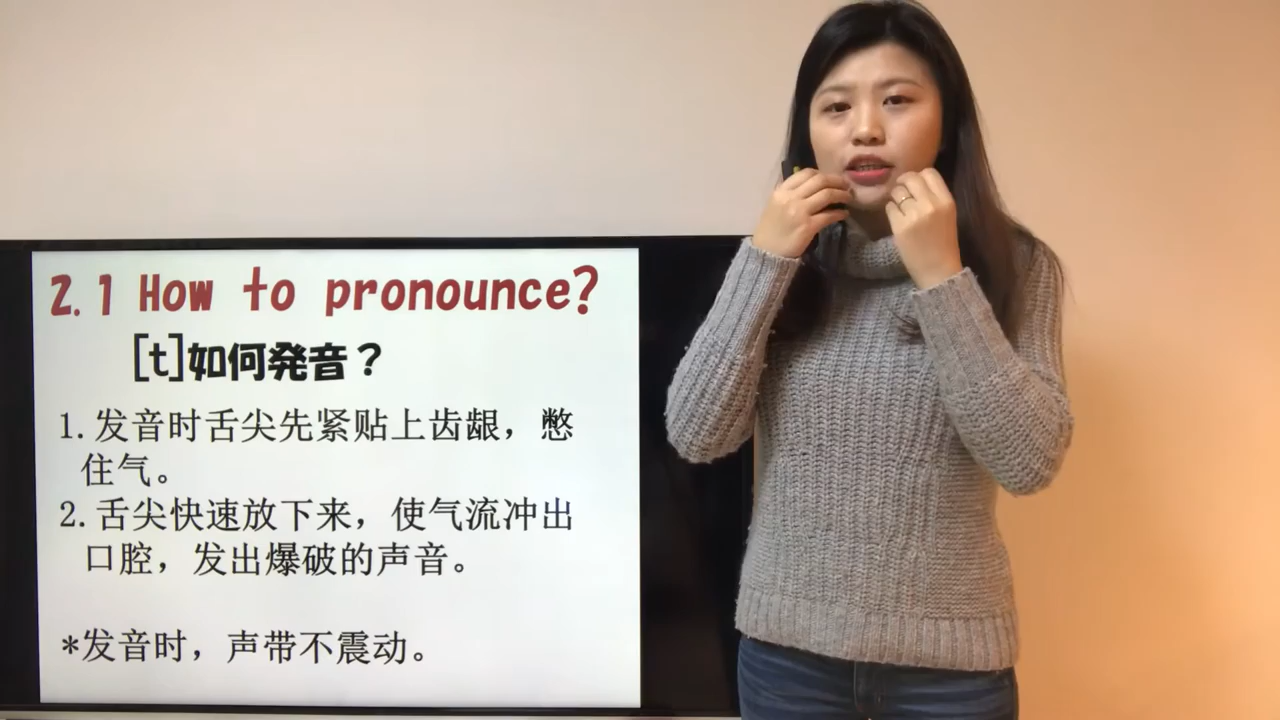 2.1 How to pronounce?
[t]如何発音？
1.发音时舌尖先紧贴上齿龈，憋
住气。
2.舌尖快速放下来，使气流冲出
口腔，发出爆破的声音。
*发音时，声带不震动。